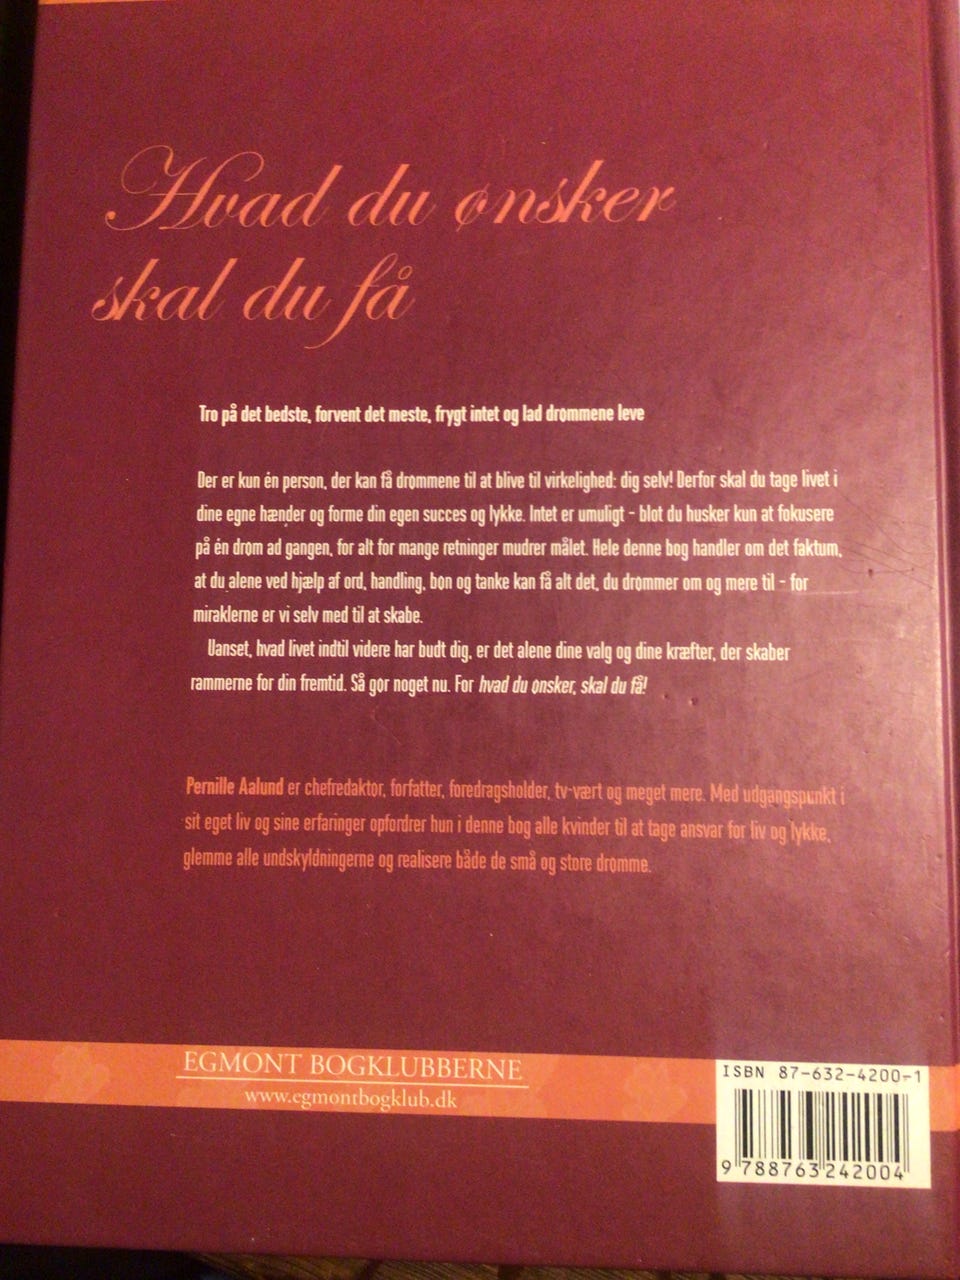 Hvad du ønsker
skal du få
Tro på det bedste, forvent det meste, frygt intet og lad drømmene leve
Der er kun én person, der kan få drømmene til at blive til virkelighed: dig selv! Derfor skal du tage livet i
dine egne hænder og forme din egen succes og lykke. Intet er umuligt - blot du husker kun at fokusere
på én drøm ad gangen, for alt for mange retninger mudrer målet. Hele denne bog handler om det faktum,
at du alene ved hjælp af ord, handling, bøn og tanke kan få alt det, du drømmer om og mere til - for
miraklerne er vi selv med til at skabe.
Uanset, hvad livet indtil videre har budt dig, er det alene dine valg og dine kræfter, der skaber
rammerne for din fremtid. Så gør noget nu. For hvad du ønsker, skal du få!
Pernille Aalund er chefredaktør, forfatter, foredragsholder, tv-vært og meget mere. Med udgangspunkt i
sit eget liv og sine erfaringer opfordrer hun i denne bog alle kvinder til at tage ansvar for liv og lykke,
glemme alle undskyldningerne og realisere både de små og store drømme.
EGMONT BOGKLUBBERNE
www.egmontbogklub.dk
ISBN 87-632-4200-1
9 788763 242004